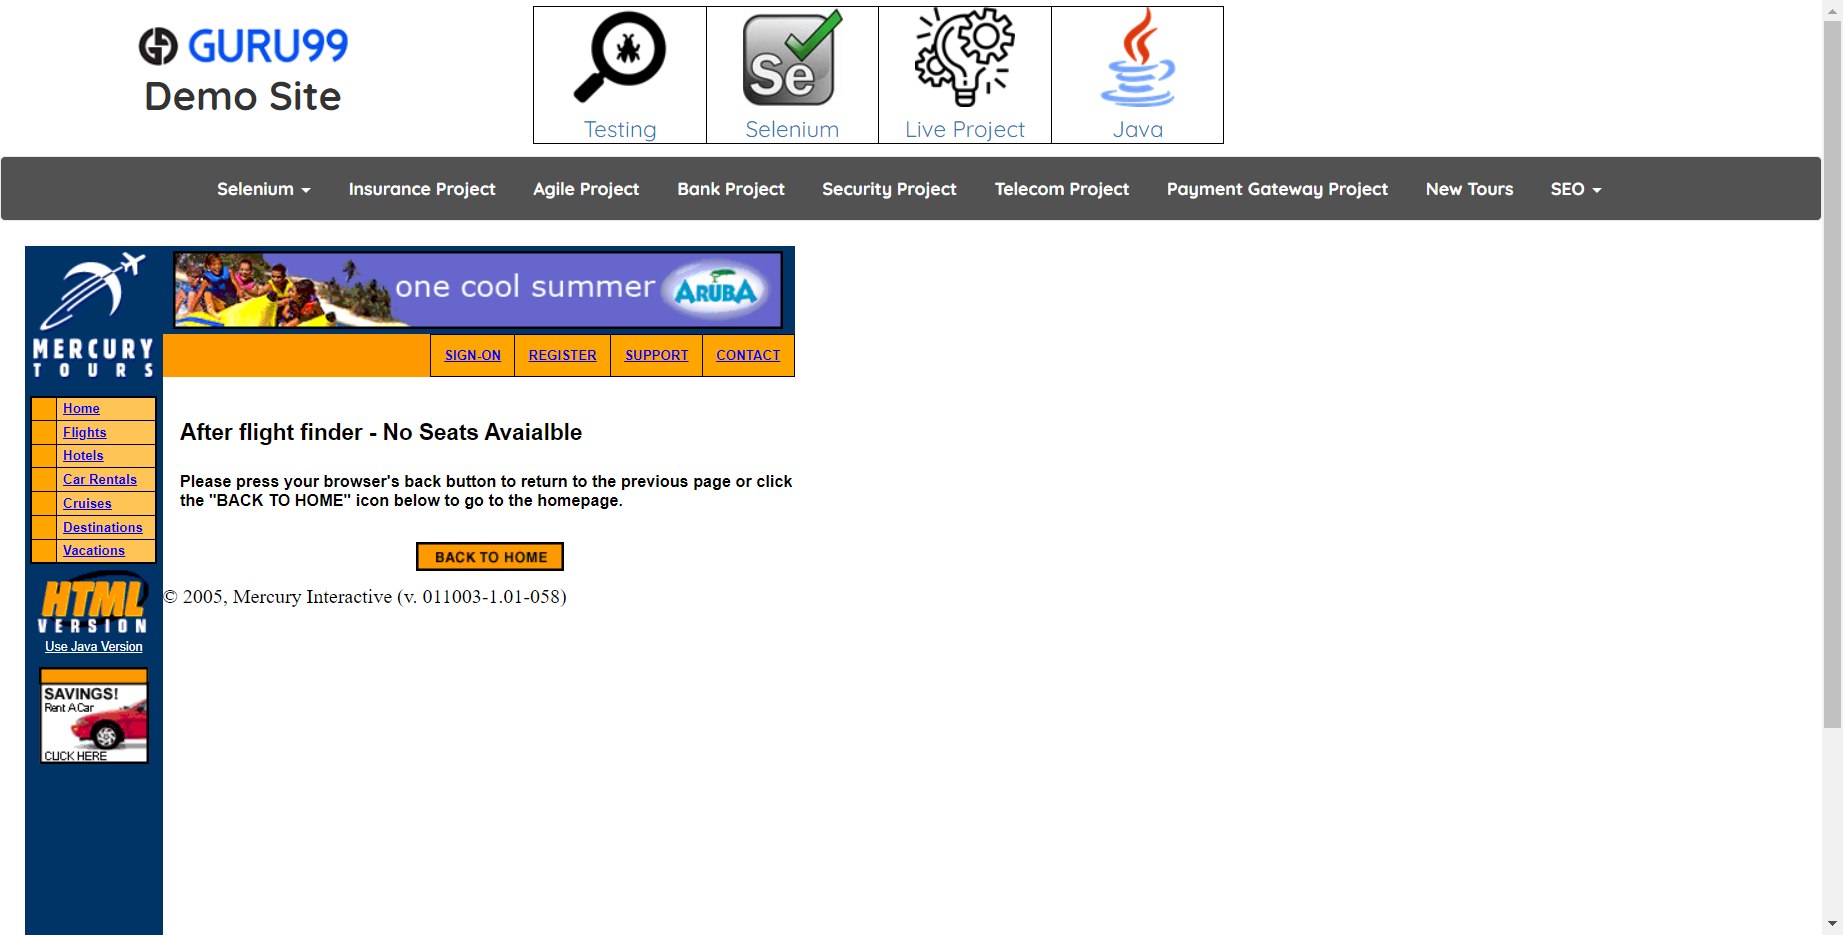 GURU99
Demo Site
Testing
Selenium
Live Project
Java
Se
Selenium
Insurance Project
Agile Project
Bank Project
Security Project
Telecom Project
Payment Gateway Project
New Tours
SEO
MERCURY
TOURS
one cool summer
ARUBA
SIGN-ON
REGISTER
SUPPORT
CONTACT
Home
Flights
Hotels
Car Rentals
Cruises
Destinations
Vacations
HTML
VERSION
Use Java Version
SAVINGS!
Rent A Car
CLICK HERE
After flight finder - No Seats Avaialble
Please press your browser's back button to return to the previous page or click
the "BACK TO HOME" icon below to go to the homepage.
BACK TO HOME
© 2005, Mercury Interactive (v. 011003-1.01-058)